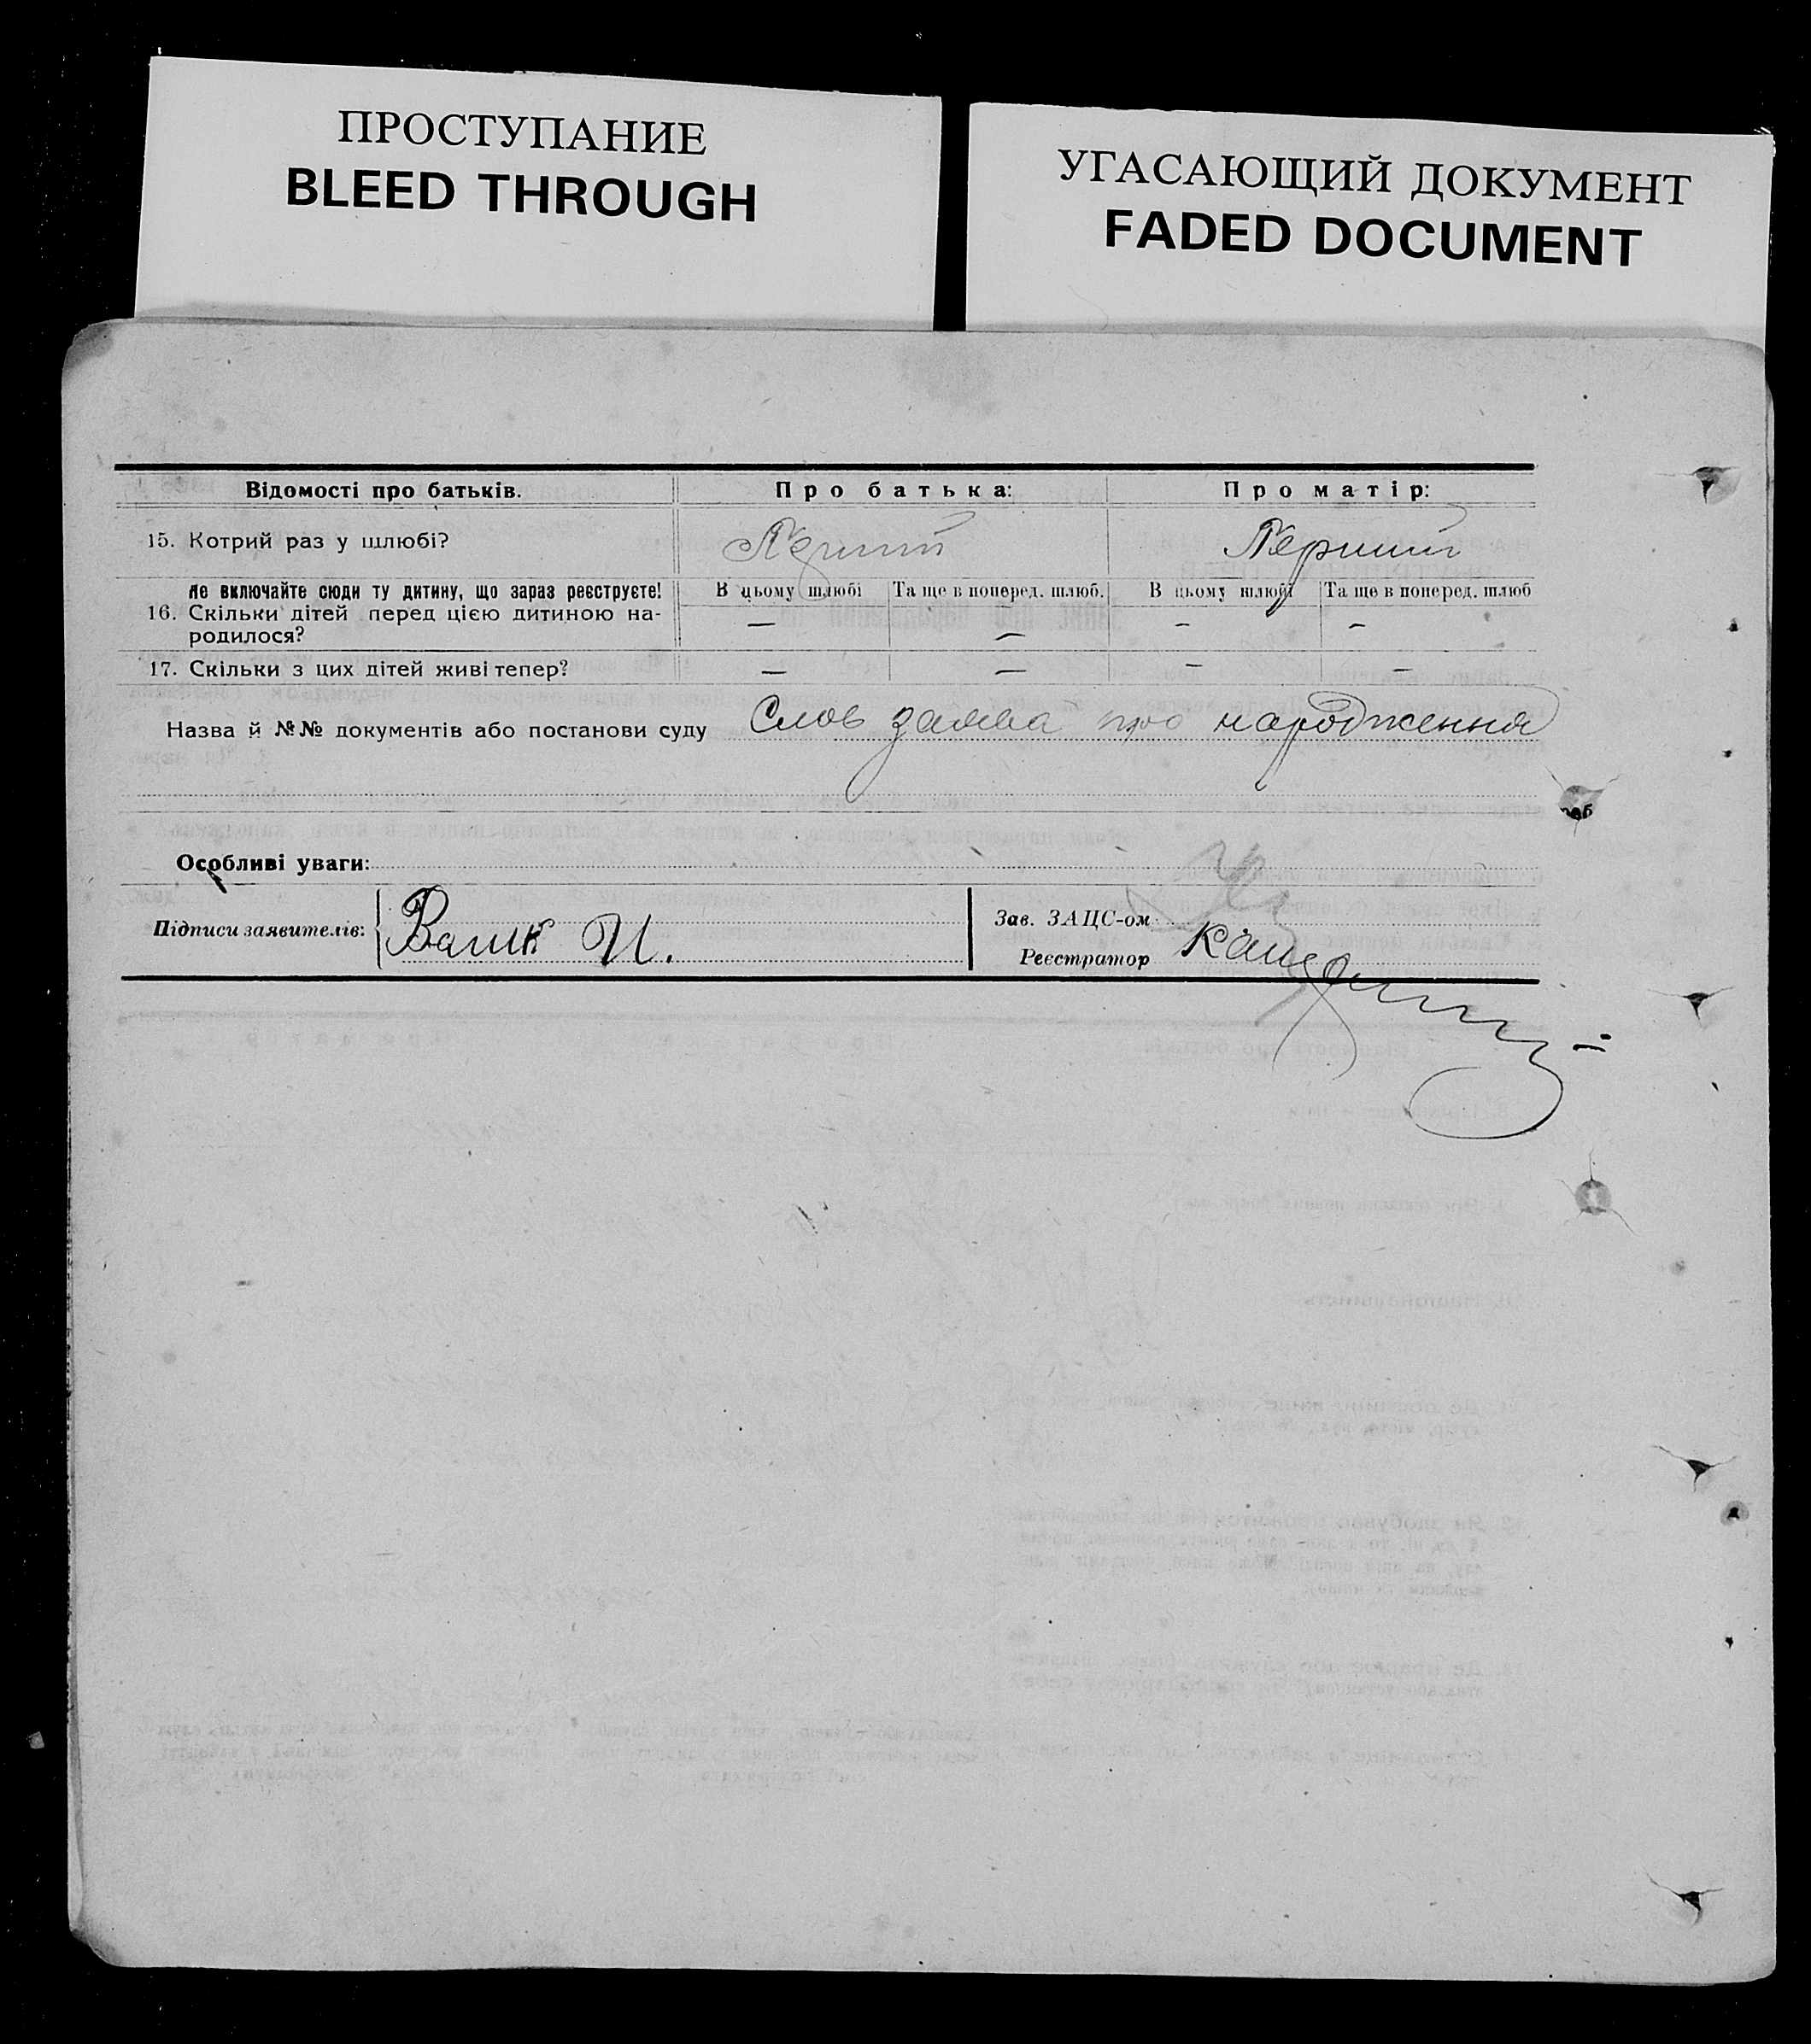 ПРОСТУПАНИЕ
BLEED THROUGH
УГАСАЮЩИЙ ДОКУМЕНТ
FADED DOCUMENT
Відомості про батьків. Про батька: Про матір:
15. Котрий раз у шлюбі? Перший Перший
Не включайте сюди ту дитину, що зараз реєструєте! В цьому шлюбі Та ще в поперед. шлюб. В цьому шлюбі Та ще в поперед. шлюб
16. Скільки дітей перед цією дитиною на- — — — —
родилося?
17. Скільки з цих дітей живі тепер? — — — —
Назва й №№ документів або постанови суду Слов заява про народження
Особливі уваги:
Підписи заявителів: И.
Зав. ЗАЦС-ом
Реєстратор